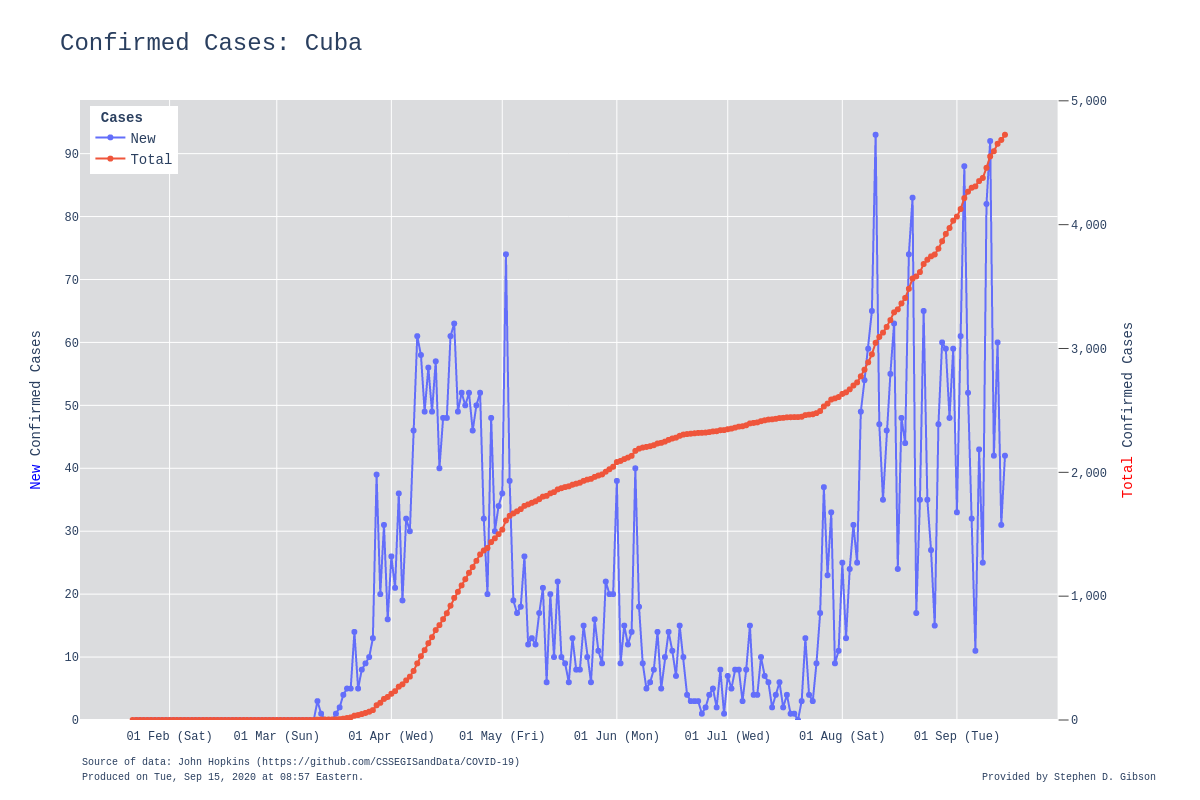 Confirmed Cases: Cuba
Cases
New
Total
90
80
70
60
50
40
30
20
10
0
New Confirmed Cases
5,000
4,000
3,000
2,000
1,000
0
Total Confirmed Cases
01 Feb (Sat)
01 Mar (Sun)
01 Apr (Wed)
01 May (Fri)
01 Jun (Mon)
01 Jul (Wed)
01 Aug (Sat)
01 Sep (Tue)
Source of data: John Hopkins (https://github.com/CSSEGISandData/COVID-19)
Produced on Tue, Sep 15, 2020 at 08:57 Eastern.
Provided by Stephen D. Gibson